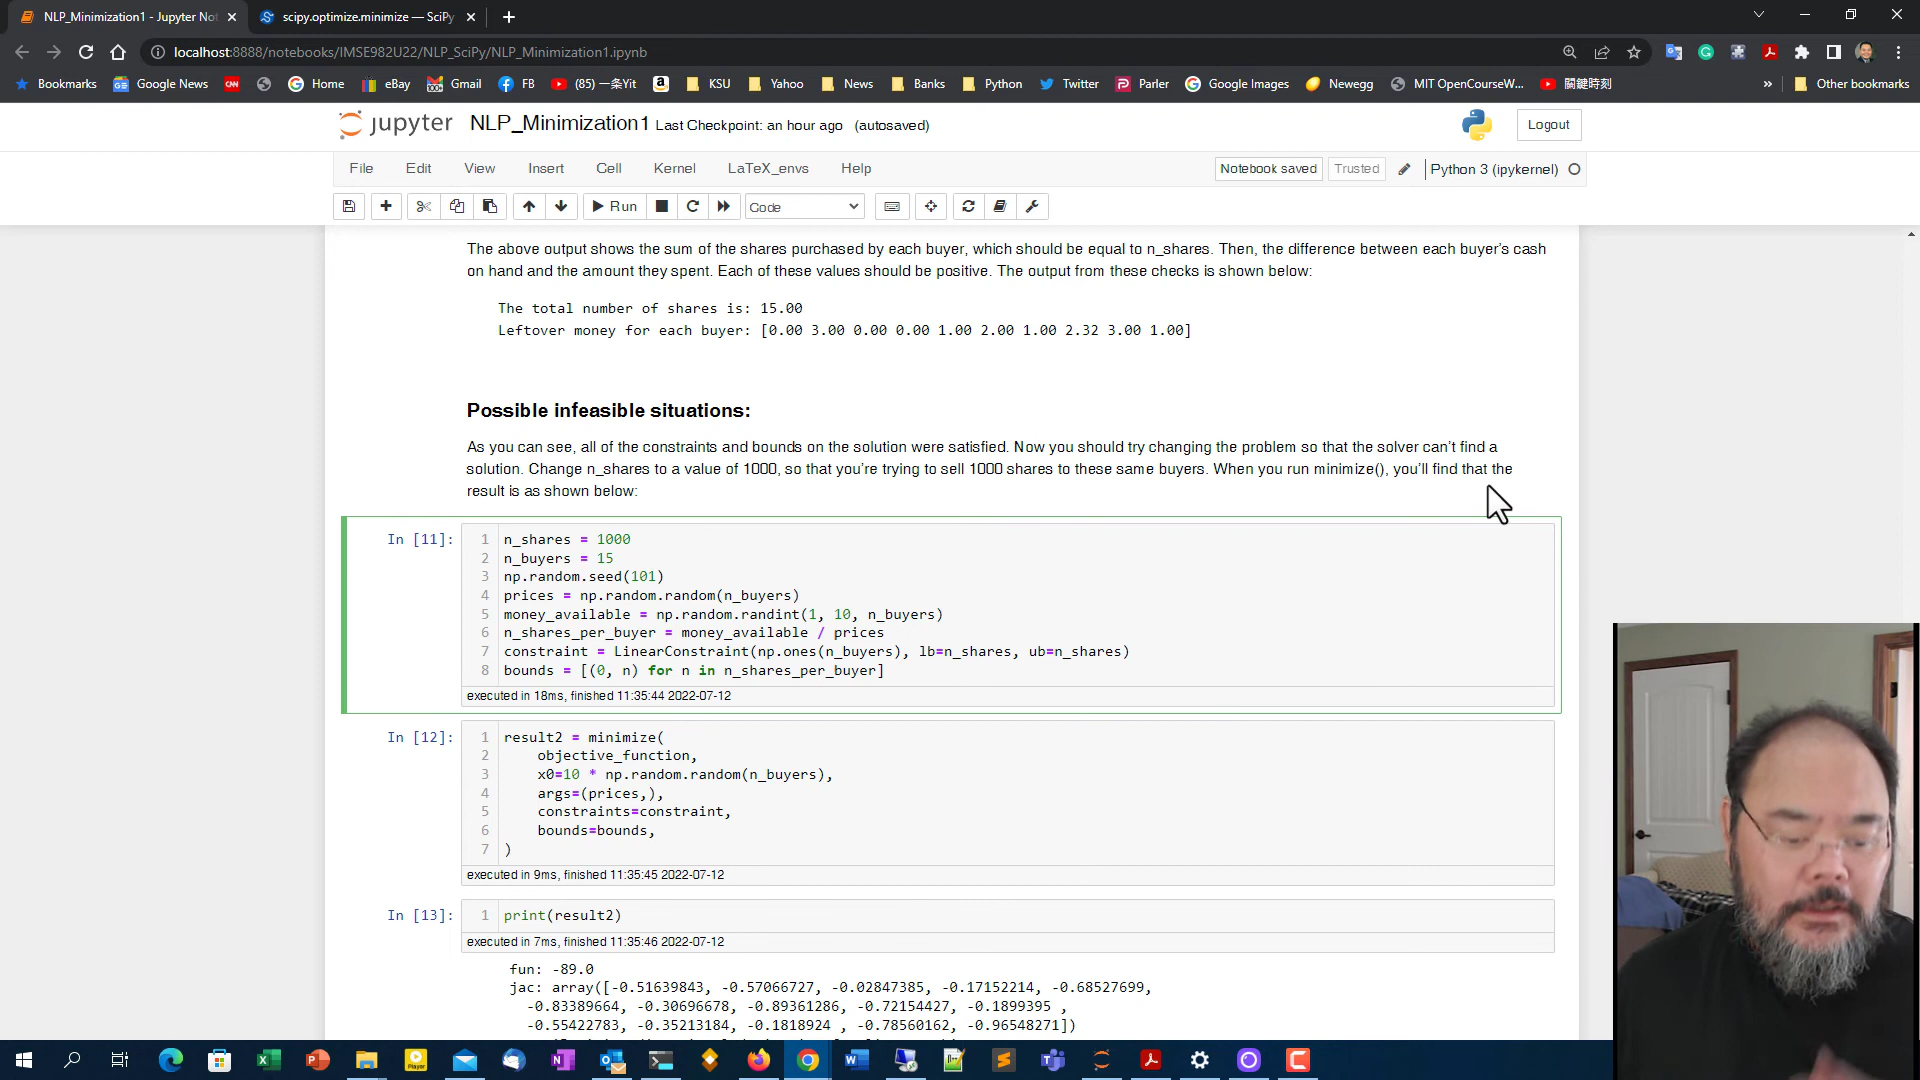 NLP_Minimization1 - Jupyter Not
scipy.optimize.minimize — SciPy
localhost:8888/notebooks/IMSE982U22/NLP_SciPy/NLP_Minimization1.ipynb
Bookmarks
Google News
CNN
Home
eBay
Gmail
FB
(85) 一条Yit
KSU
Yahoo
News
Banks
Python
Twitter
Parler
Google Images
Newegg
MIT OpenCourseW...
關鍵時刻
»
Other bookmarks
jupyter
NLP_Minimization1 Last Checkpoint: an hour ago (autosaved)
Logout
File
Edit
View
Insert
Cell
Kernel
LaTeX_envs
Help
Notebook saved
Trusted
Python 3 (ipykernel)
Run
Code
The above output shows the sum of the shares purchased by each buyer, which should be equal to n_shares. Then, the difference between each buyer's cash
on hand and the amount they spent. Each of these values should be positive. The output from these checks is shown below:
The total number of shares is: 15.00
Leftover money for each buyer: [0.00 3.00 0.00 0.00 1.00 2.00 1.00 2.32 3.00 1.00]
Possible infeasible situations:
As you can see, all of the constraints and bounds on the solution were satisfied. Now you should try changing the problem so that the solver can't find a
solution. Change n_shares to a value of 1000, so that you're trying to sell 1000 shares to these same buyers. When you run minimize(), you'll find that the
result is as shown below:
In [11]:
1 n_shares = 1000
2 n_buyers = 15
3 np.random.seed(101)
4 prices = np.random.random(n_buyers)
5 money_available = np.random.randint(1, 10, n_buyers)
6 n_shares_per_buyer = money_available / prices
7 constraint = LinearConstraint(np.ones(n_buyers), lb=n_shares, ub=n_shares)
8 bounds = [(0, n) for n in n_shares_per_buyer]
executed in 18ms, finished 11:35:44 2022-07-12
In [12]:
1 result2 = minimize(
2 objective_function,
3 x0=10 * np.random.random(n_buyers),
4 args=(prices,),
5 constraints=constraint,
6 bounds=bounds,
7 )
executed in 9ms, finished 11:35:45 2022-07-12
In [13]:
1 print(result2)
executed in 7ms, finished 11:35:46 2022-07-12
fun: -89.0
jac: array([-0.51639843, -0.57066727, -0.02847385, -0.17152214, -0.68527699,
-0.83389664, -0.30696678, -0.89361286, -0.72154427, -0.1899395 ,
-0.55422783, -0.35213184, -0.1818924 , -0.78560162, -0.96548271])